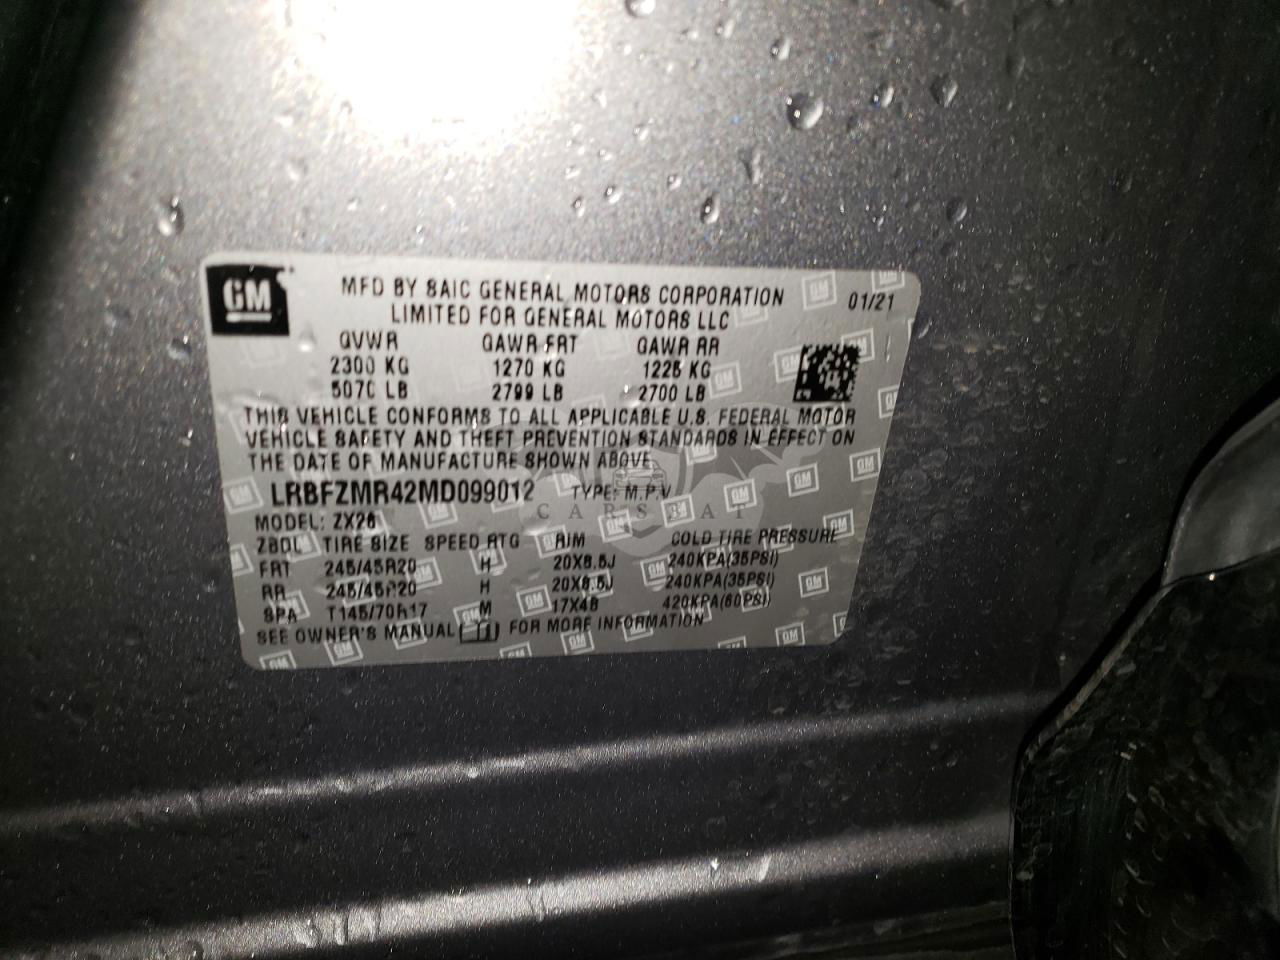 GM
MFD BY SAIC GENERAL MOTORS CORPORATION 01/21
LIMITED FOR GENERAL MOTORS LLC
GVWR GAWR FRT GAWR RR
2300 KG 1270 KG 1225 KG
5070 LB 2799 LB 2700 LB
THIS VEHICLE CONFORMS TO ALL APPLICABLE U.S. FEDERAL MOTOR
VEHICLE SAFETY AND THEFT PREVENTION STANDARDS IN EFFECT ON
THE DATE OF MANUFACTURE SHOWN ABOVE.
LRBFZMR42MD099012 TYPE: M.P.V
CARSBAT
MODEL: ZX26
ZBDL TIRE SIZE SPEED RTG RIM COLD TIRE PRESSURE
FRT 245/45R20 H 20X8.5J 240KPA(35PSI)
RR 245/45R20 H 20X8.5J 240KPA(35PSI)
SPA T145/70R17 M 17X4B 420KPA(60PSI)
SEE OWNER'S MANUAL FOR MORE INFORMATION